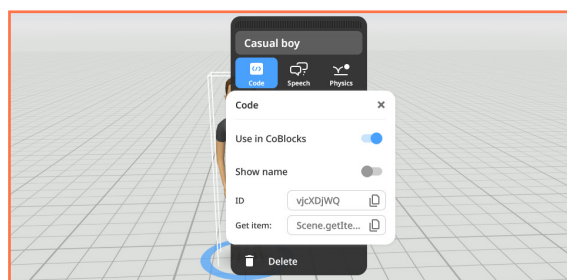 Casual boy
Code Speech Physics
Code
Use in CoBlocks
Show name
ID vjcXDjWQ
Get item: Scene.getIte...
Delete